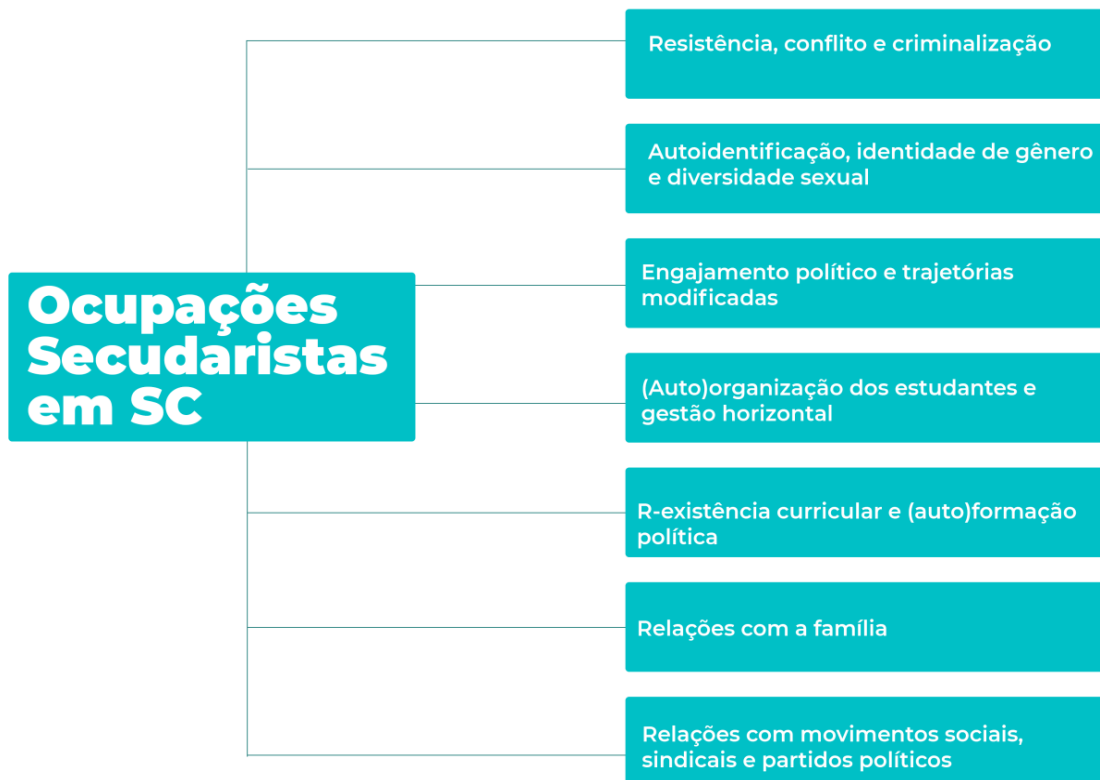 Resistência, conflito e criminalização
Autoidentificação, identidade de gênero
e diversidade sexual
Engajamento político e trajetórias
modificadas
Ocupações
Secudaristas
em SC
(Auto)organização dos estudantes e
gestão horizontal
R-existência curricular e (auto)formação
política
Relações com a família
Relações com movimentos sociais,
sindicais e partidos políticos